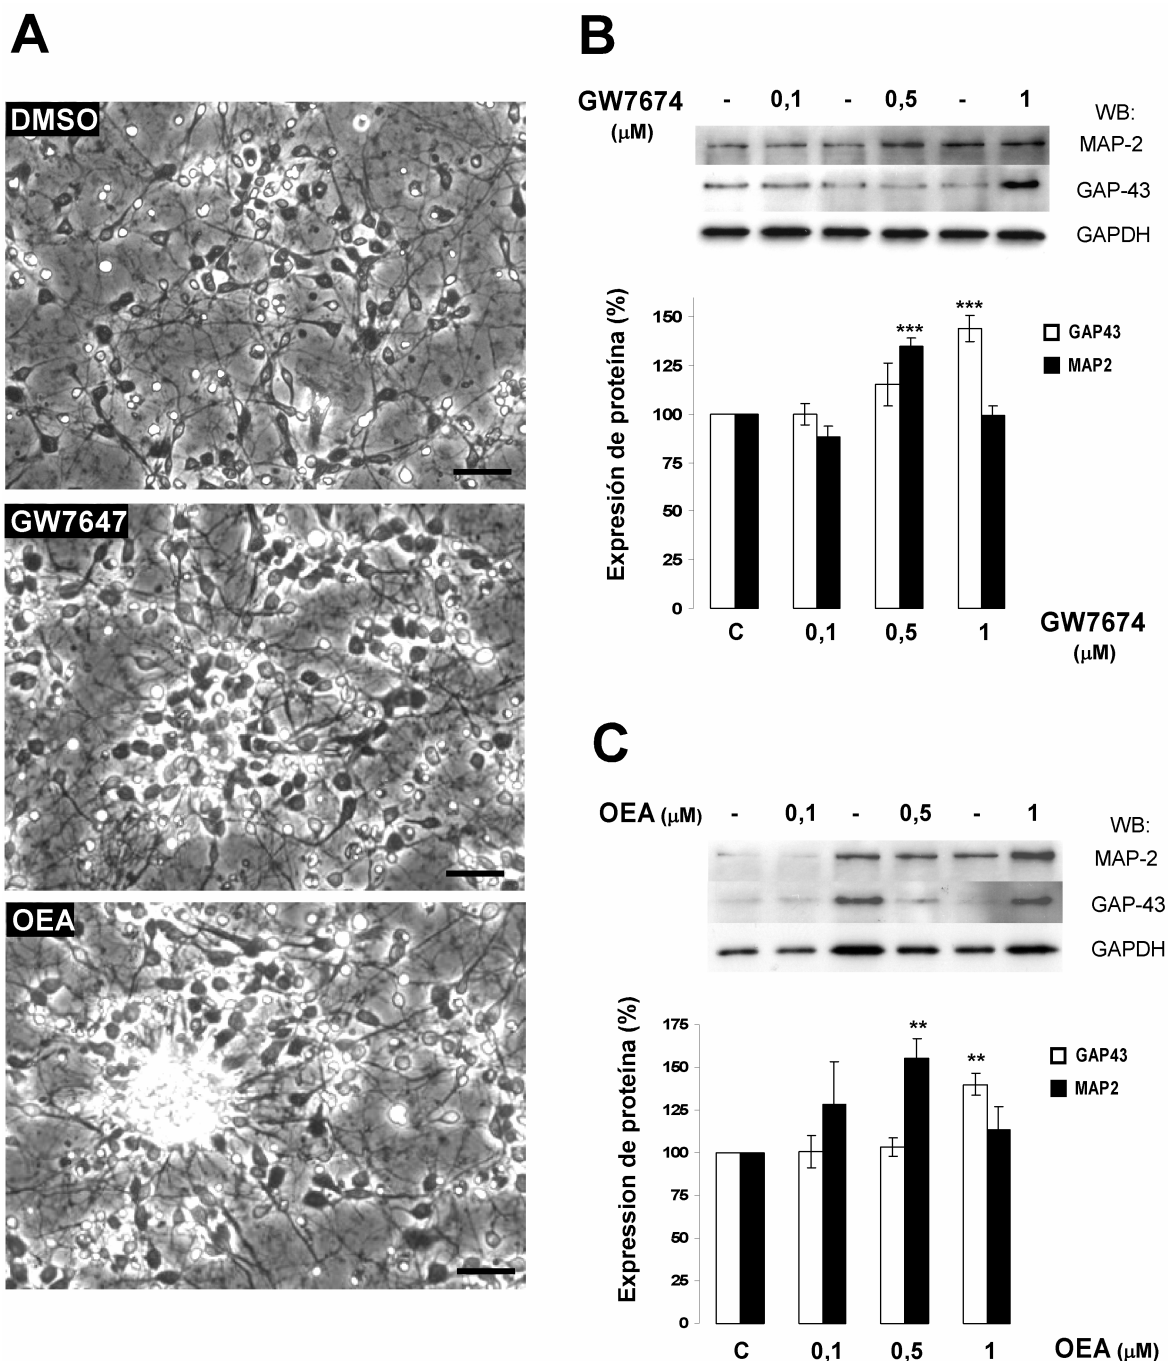 A
DMSO
GW7647
OEA
B
GW7674 - 0,1 - 0,5 - 1
(µM)
WB:
MAP-2
GAP-43
GAPDH
Expresión de proteína (%)
150
125
100
75
50
25
0
***
***
GAP43
MAP2
C 0,1 0,5 1
GW7674
(µM)
C
OEA (µM) - 0,1 - 0,5 - 1
WB:
MAP-2
GAP-43
GAPDH
Expression de proteína (%)
175
150
125
100
75
50
25
0
**
**
GAP43
MAP2
C 0,1 0,5 1 OEA (µM)